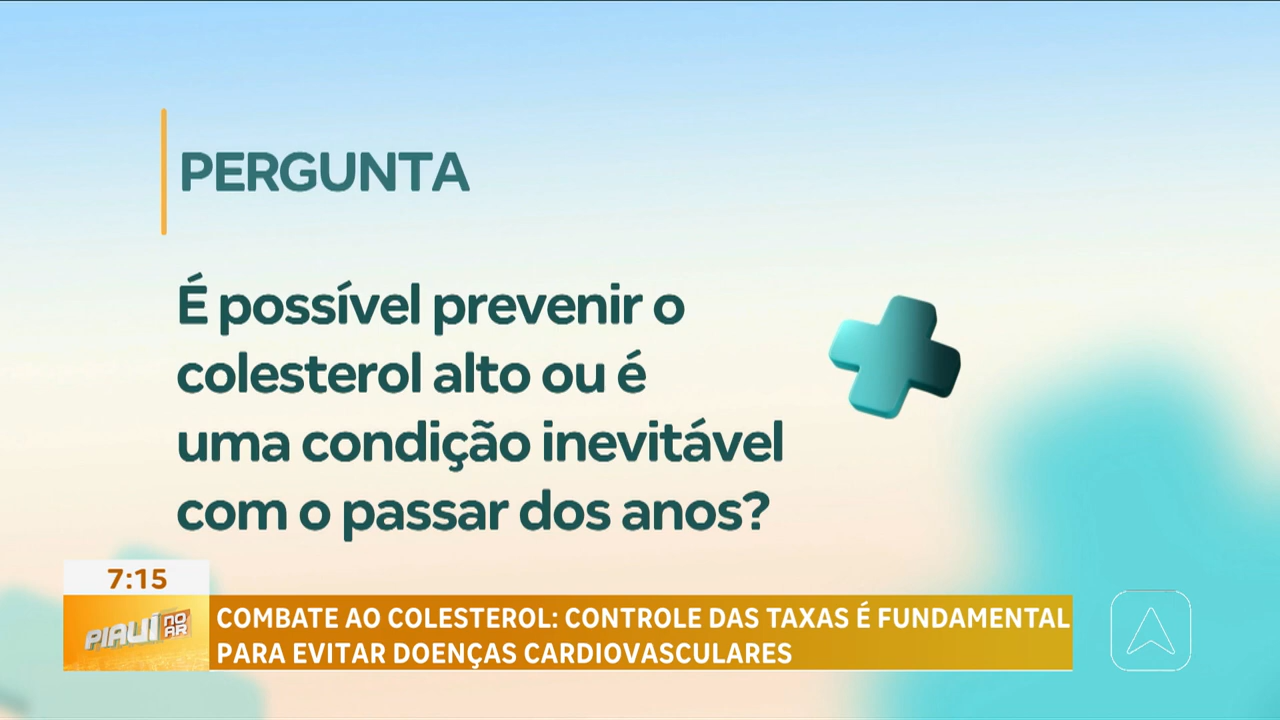 PERGUNTA
É possível prevenir o
colesterol alto ou é
uma condição inevitável
com o passar dos anos?
7:15
PIAUÍ NO AR
COMBATE AO COLESTEROL: CONTROLE DAS TAXAS É FUNDAMENTAL
PARA EVITAR DOENÇAS CARDIOVASCULARES